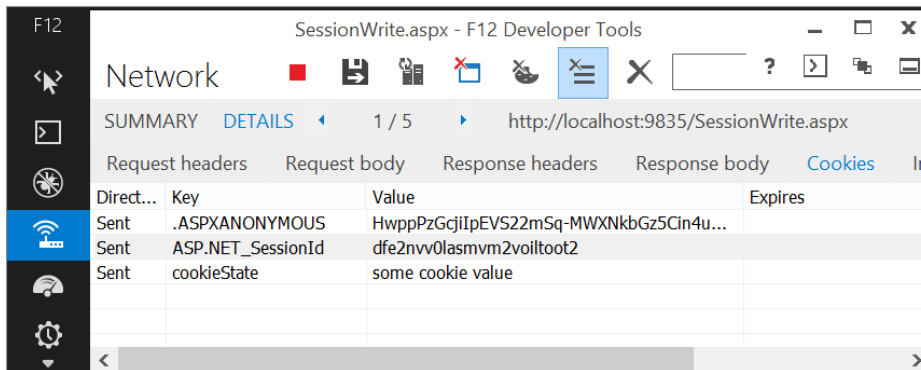 F12
SessionWrite.aspx - F12 Developer Tools
Network
?
SUMMARY DETAILS 1 / 5 http://localhost:9835/SessionWrite.aspx
Request headers Request body Response headers Response body Cookies In
Direct... Key Value Expires
Sent .ASPXANONYMOUS HwppPzGcjiIpEVS22mSq-MWXNkbGz5Cin4u...
Sent ASP.NET_SessionId dfe2nvv0lasmvm2voiltoot2
Sent cookieState some cookie value